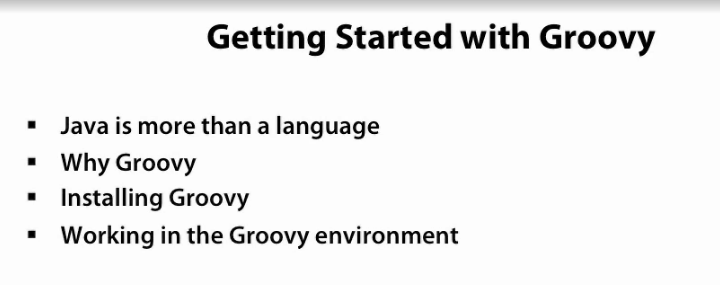 Getting Started with Groovy
▪ Java is more than a language
▪ Why Groovy
▪ Installing Groovy
▪ Working in the Groovy environment